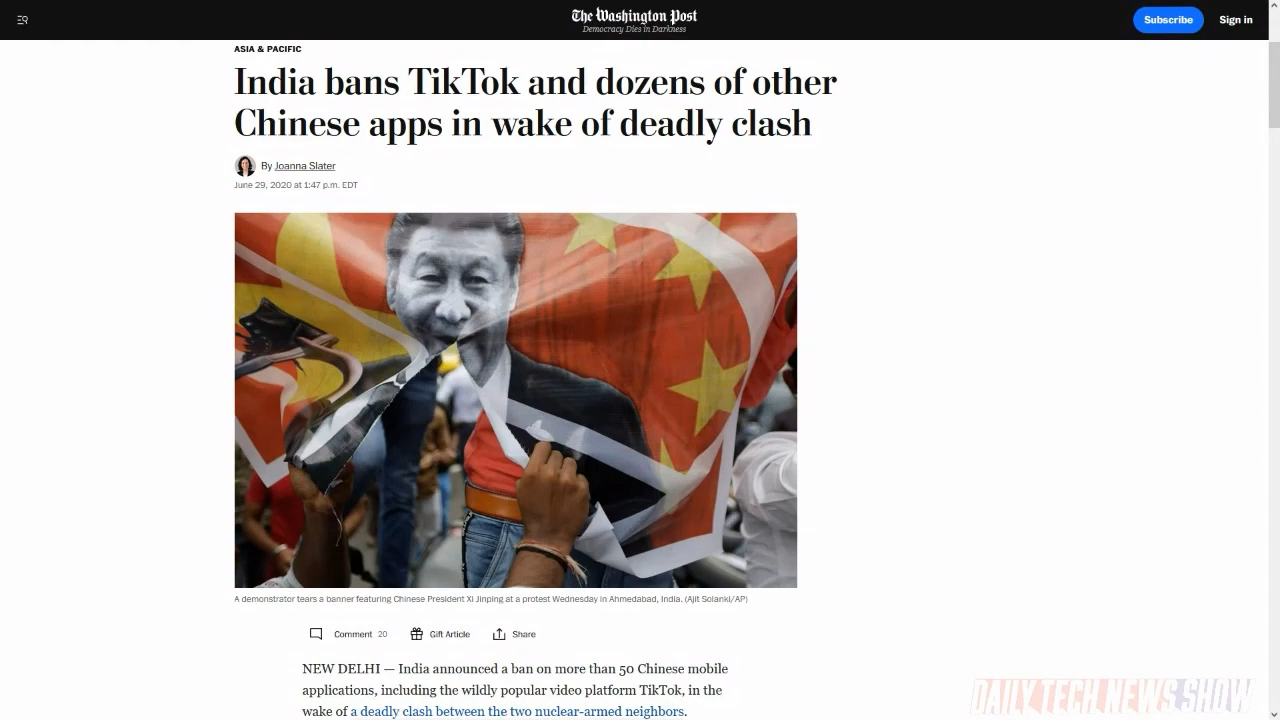 The Washington Post
Democracy Dies in Darkness
Subscribe
Sign in
ASIA & PACIFIC
India bans TikTok and dozens of other
Chinese apps in wake of deadly clash
By Joanna Slater
June 29, 2020 at 1:47 p.m. EDT
A demonstrator tears a banner featuring Chinese President Xi Jinping at a protest Wednesday in Ahmedabad, India. (Ajit Solanki/AP)
Comment 20
Gift Article
Share
NEW DELHI — India announced a ban on more than 50 Chinese mobile
applications, including the wildly popular video platform TikTok, in the
wake of a deadly clash between the two nuclear-armed neighbors.
DAILY TECH NEWS SHOW